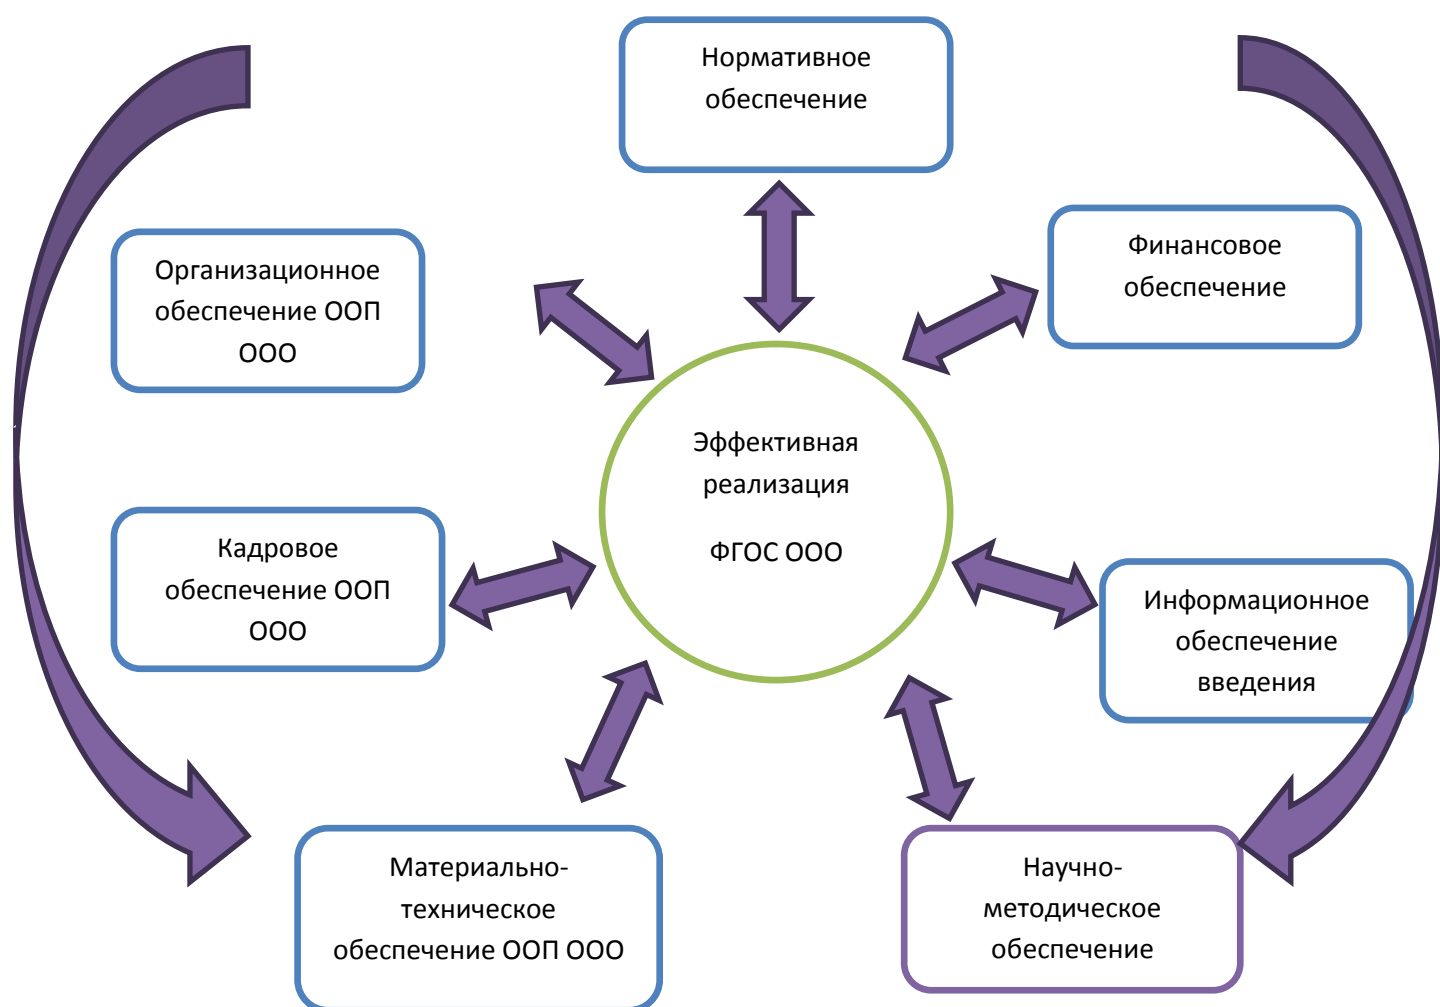 Нормативное
обеспечение
Финансовое
обеспечение
Организационное
обеспечение ООП
ООО
Эффективная
реализация
ФГОС ООО
Кадровое
обеспечение ООП
ООО
Информационное
обеспечение
введения
Материально-
техническое
обеспечение ООП ООО
Научно-
методическое
обеспечение